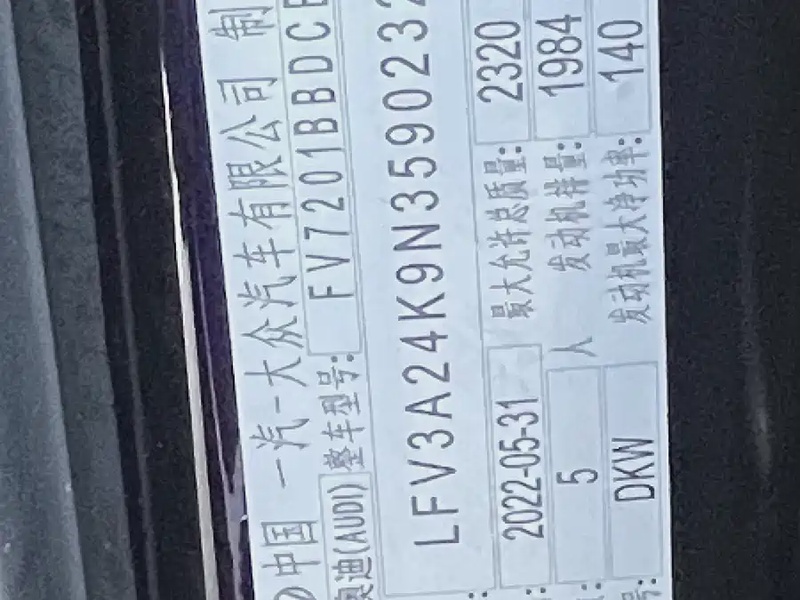 中国 一汽-大众汽车有限公司 制
奥迪(AUDI) 整车型号: FV7201BBDCE
LFV3A24K9N3590232
2022-05-31 最大允许总质量: 2320
5 人 发动机排量: 1984
号: DKW 发动机最大净功率: 140